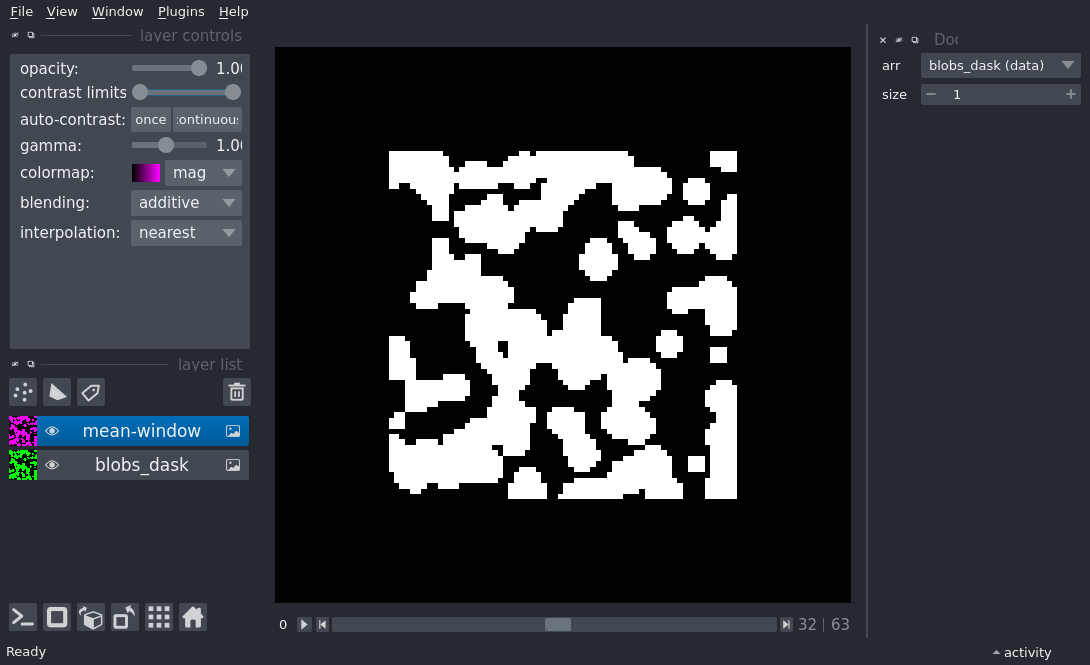 File View Window Plugins Help
layer controls
opacity: 1.00
contrast limits
auto-contrast: once continuous
gamma: 1.00
colormap: mag
blending: additive
interpolation: nearest
layer list
mean-window
blobs_dask
0 32 | 63
Ready
arr blobs_dask (data)
size 1
activity